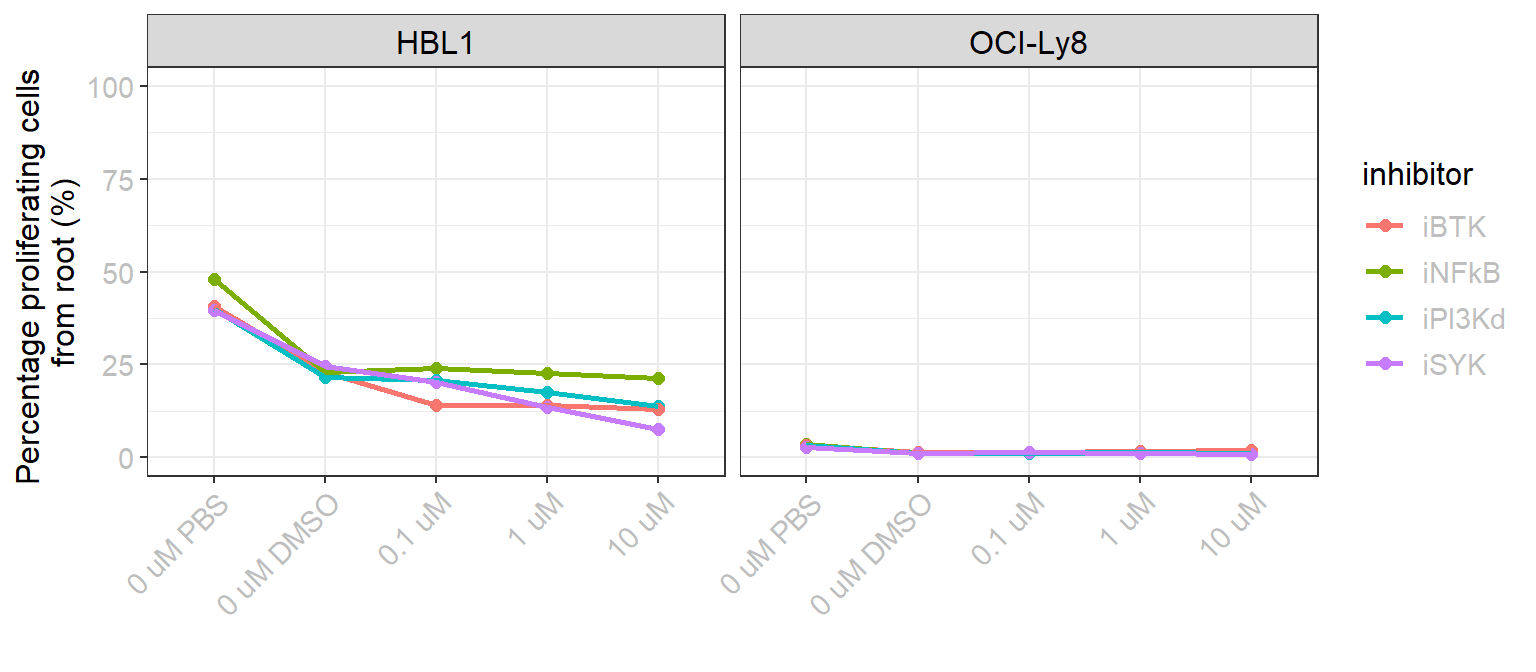 HBL1
OCI-Ly8
Percentage proliferating cells
from root (%)
100
75
50
25
0
0 uM PBS
0 uM DMSO
0.1 uM
1 uM
10 uM
0 uM PBS
0 uM DMSO
0.1 uM
1 uM
10 uM
inhibitor
iBTK
iNFkB
iPI3Kd
iSYK